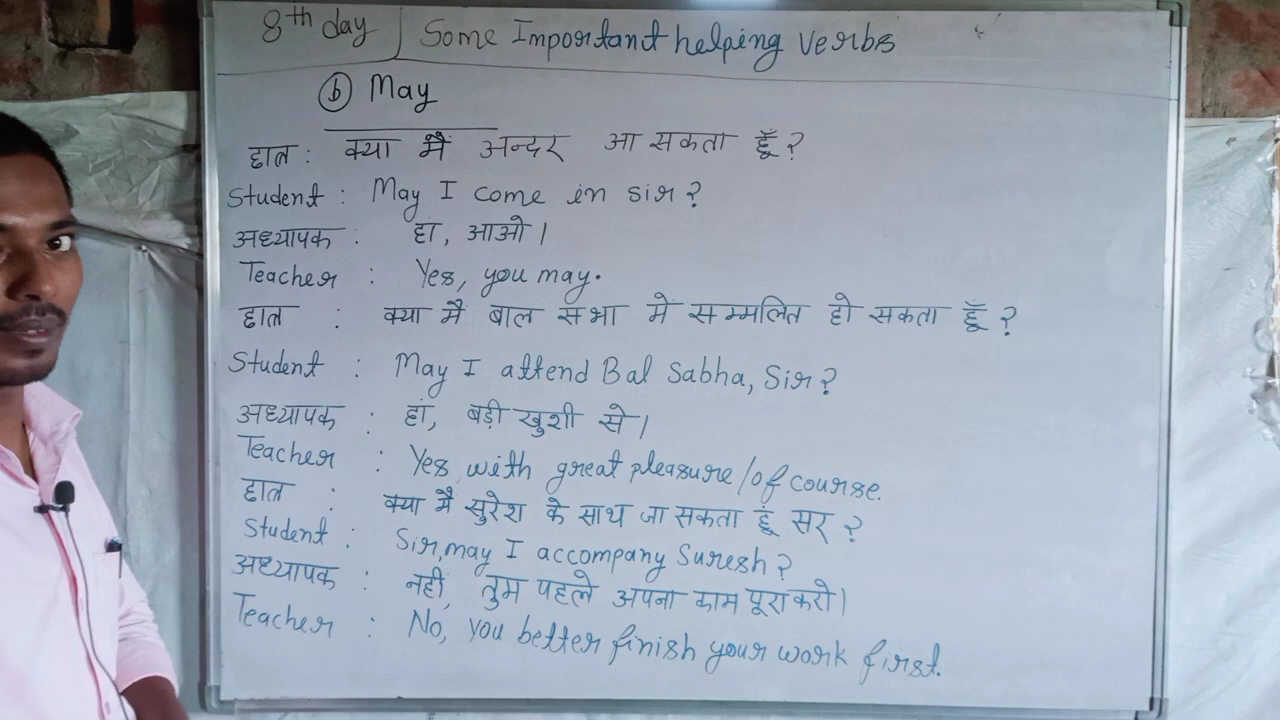 8th day Some Important helping verbs
(b) May
छात्र : क्या मैं अन्दर आ सकता हूँ ?
Student : May I come in sir ?
अध्यापक : हां, आओ।
Teacher : Yes, you may.
छात्र : क्या मैं बाल सभा में सम्मलित हो सकता हूँ ?
Student : May I attend Bal Sabha, Sir ?
अध्यापक : हां, बड़ी खुशी से।
Teacher : Yes, with great pleasure/of course.
छात्र : क्या मैं सुरेश के साथ जा सकता हूं सर ?
Student : Sir, may I accompany Suresh ?
अध्यापक : नहीं, तुम पहले अपना काम पूरा करो।
Teacher : No, you better finish your work first.